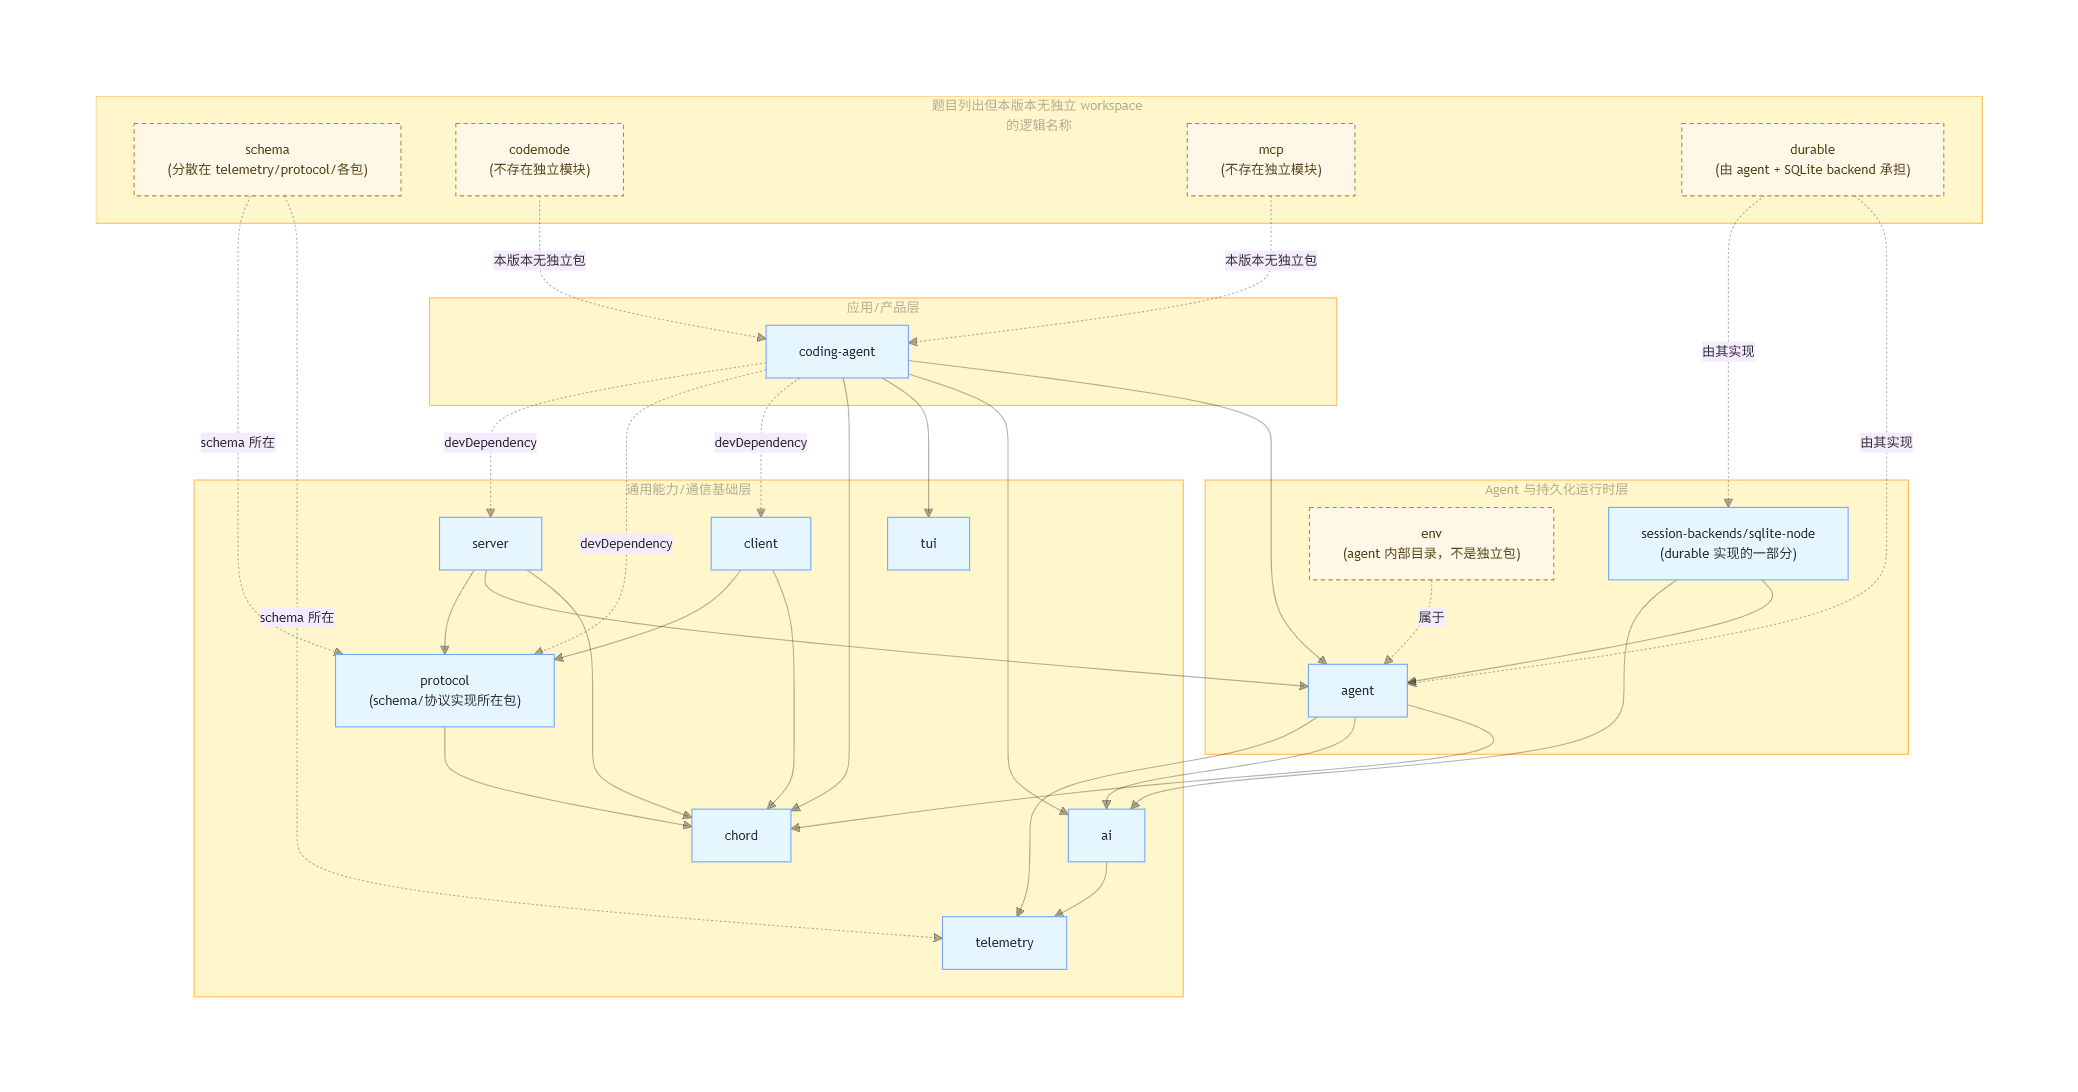 题目列出但本版本无独立 workspace
的逻辑名称
schema
(分散在 telemetry/protocol/各包)
codemode
(不存在独立模块)
mcp
(不存在独立模块)
durable
(由 agent + SQLite backend 承担)
本版本无独立包
本版本无独立包
应用/产品层
coding-agent
由其实现
schema 所在
devDependency
devDependency
由其实现
通用能力/通信基础层
Agent 与持久化运行时层
server
devDependency
client
tui
env
(agent 内部目录，不是独立包)
session-backends/sqlite-node
(durable 实现的一部分)
schema 所在
属于
protocol
(schema/协议实现所在包)
agent
chord
ai
telemetry